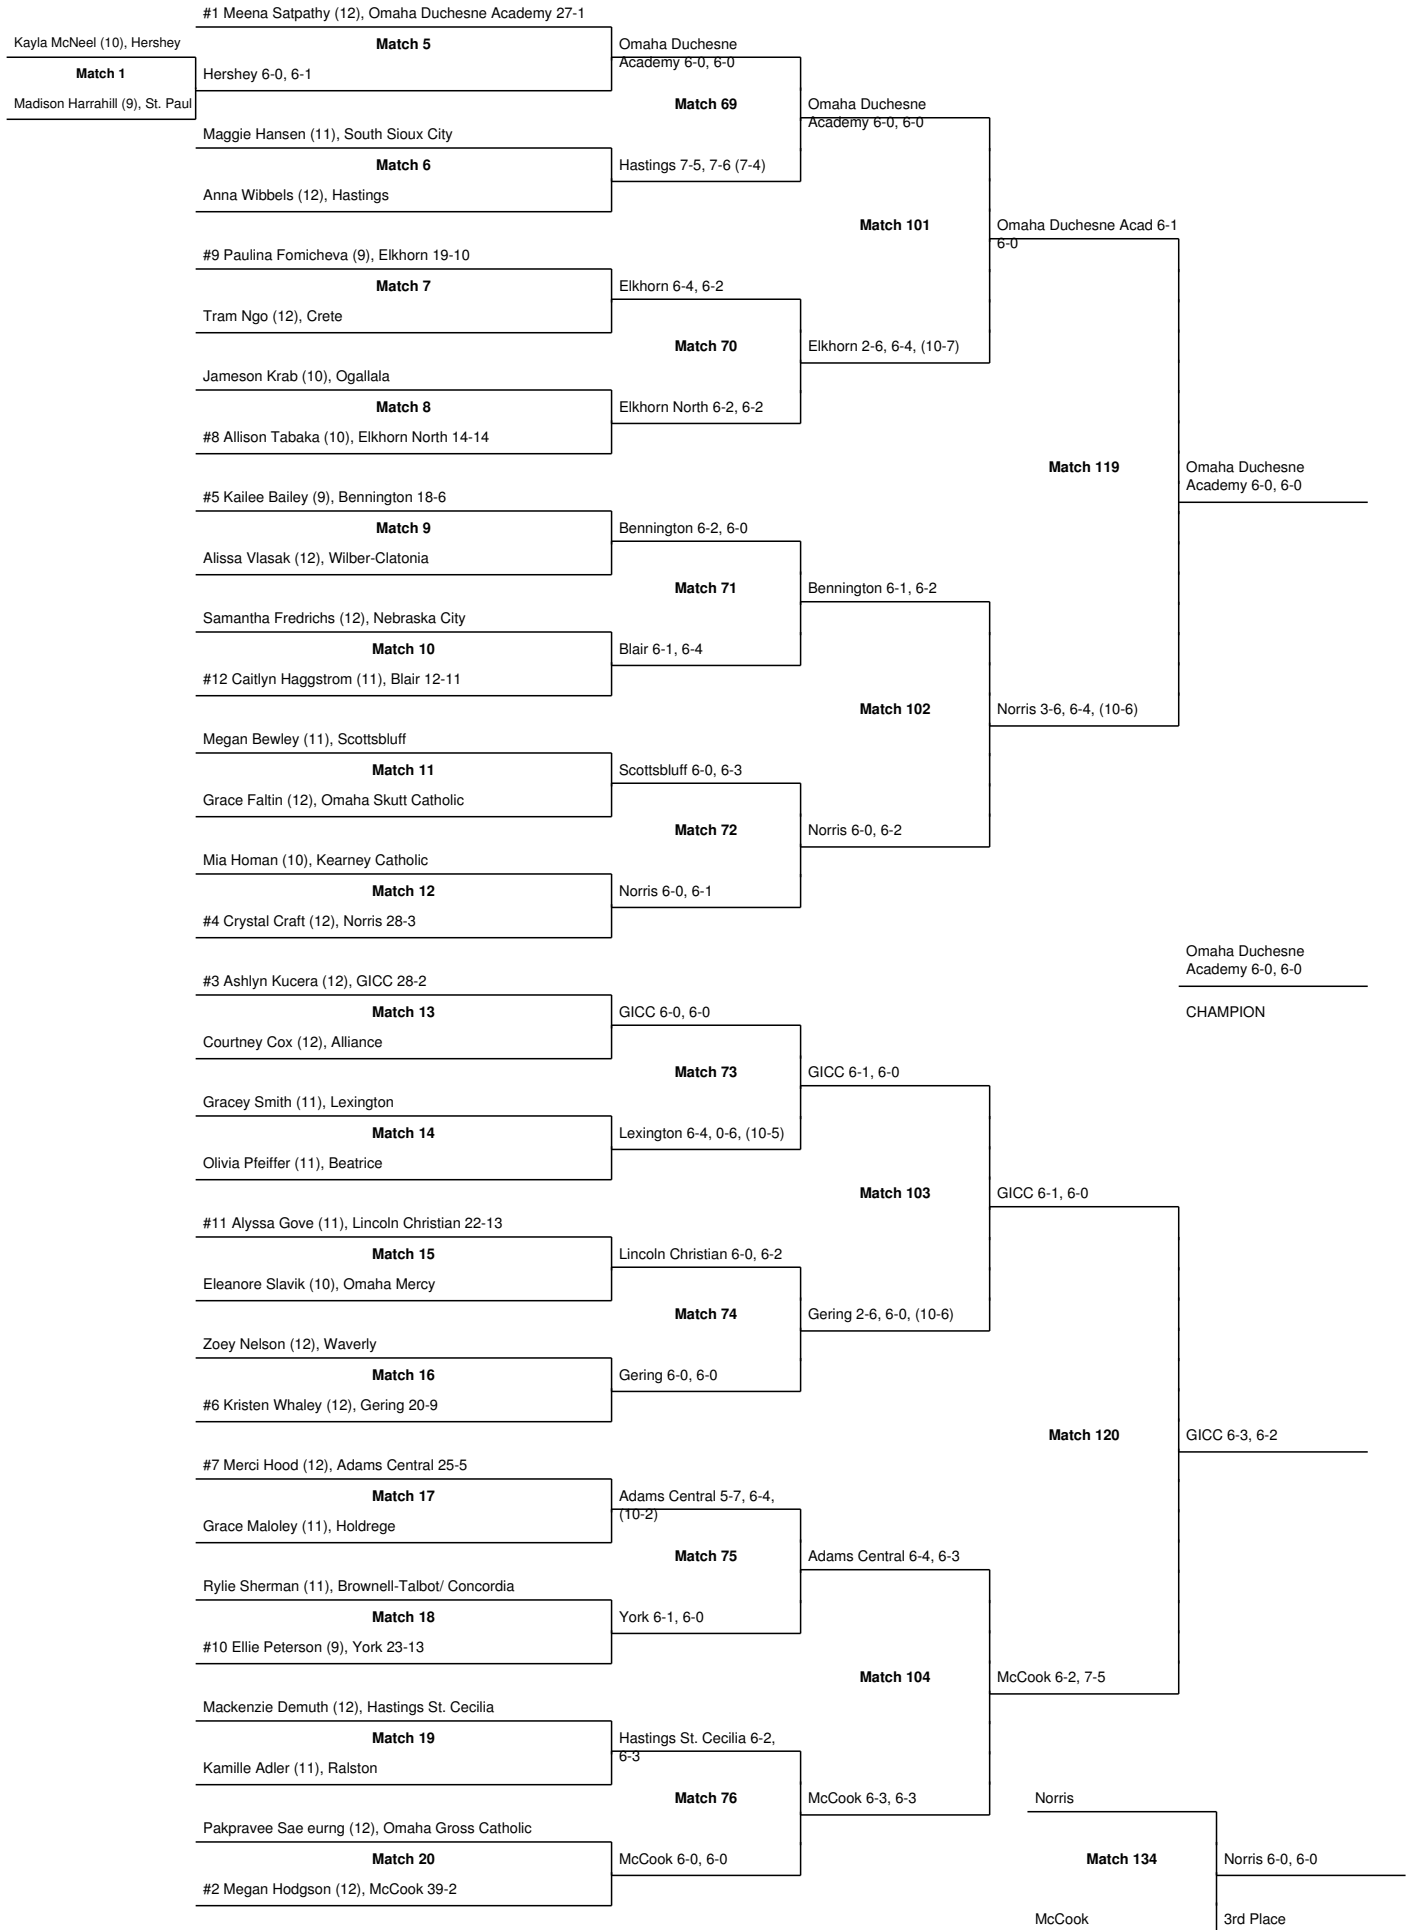 #1 Meena Satpathy (12), Omaha Duchesne Academy 27-1
Kayla McNeel (10), Hershey
Match 5
Omaha Duchesne
Academy 6-0, 6-0
Match 1
Hershey 6-0, 6-1
Madison Harrahill (9), St. Paul
Match 69
Omaha Duchesne
Academy 6-0, 6-0
Maggie Hansen (11), South Sioux City
Match 6
Hastings 7-5, 7-6 (7-4)
Anna Wibbels (12), Hastings
Match 101
Omaha Duchesne Acad 6-1
6-0
#9 Paulina Fomicheva (9), Elkhorn 19-10
Match 7
Elkhorn 6-4, 6-2
Tram Ngo (12), Crete
Match 70
Elkhorn 2-6, 6-4, (10-7)
Jameson Krab (10), Ogallala
Match 8
Elkhorn North 6-2, 6-2
#8 Allison Tabaka (10), Elkhorn North 14-14
Match 119
Omaha Duchesne
Academy 6-0, 6-0
#5 Kailee Bailey (9), Bennington 18-6
Match 9
Bennington 6-2, 6-0
Alissa Vlasak (12), Wilber-Clatonia
Match 71
Bennington 6-1, 6-2
Samantha Fredrichs (12), Nebraska City
Match 10
Blair 6-1, 6-4
#12 Caitlyn Haggstrom (11), Blair 12-11
Match 102
Norris 3-6, 6-4, (10-6)
Megan Bewley (11), Scottsbluff
Match 11
Scottsbluff 6-0, 6-3
Grace Faltin (12), Omaha Skutt Catholic
Match 72
Norris 6-0, 6-2
Mia Homan (10), Kearney Catholic
Match 12
Norris 6-0, 6-1
#4 Crystal Craft (12), Norris 28-3
Omaha Duchesne
Academy 6-0, 6-0
#3 Ashlyn Kucera (12), GICC 28-2
Match 13
GICC 6-0, 6-0
CHAMPION
Courtney Cox (12), Alliance
Match 73
GICC 6-1, 6-0
Gracey Smith (11), Lexington
Match 14
Lexington 6-4, 0-6, (10-5)
Olivia Pfeiffer (11), Beatrice
Match 103
GICC 6-1, 6-0
#11 Alyssa Gove (11), Lincoln Christian 22-13
Match 15
Lincoln Christian 6-0, 6-2
Eleanore Slavik (10), Omaha Mercy
Match 74
Gering 2-6, 6-0, (10-6)
Zoey Nelson (12), Waverly
Match 16
Gering 6-0, 6-0
#6 Kristen Whaley (12), Gering 20-9
Match 120
GICC 6-3, 6-2
#7 Merci Hood (12), Adams Central 25-5
Match 17
Adams Central 5-7, 6-4,
(10-2)
Grace Maloley (11), Holdrege
Match 75
Adams Central 6-4, 6-3
Rylie Sherman (11), Brownell-Talbot/ Concordia
Match 18
York 6-1, 6-0
#10 Ellie Peterson (9), York 23-13
Match 104
McCook 6-2, 7-5
Mackenzie Demuth (12), Hastings St. Cecilia
Match 19
Hastings St. Cecilia 6-2,
6-3
Kamille Adler (11), Ralston
Match 76
McCook 6-3, 6-3
Norris
Pakpravee Sae eurng (12), Omaha Gross Catholic
Match 20
McCook 6-0, 6-0
Match 134
Norris 6-0, 6-0
#2 Megan Hodgson (12), McCook 39-2
McCook
3rd Place